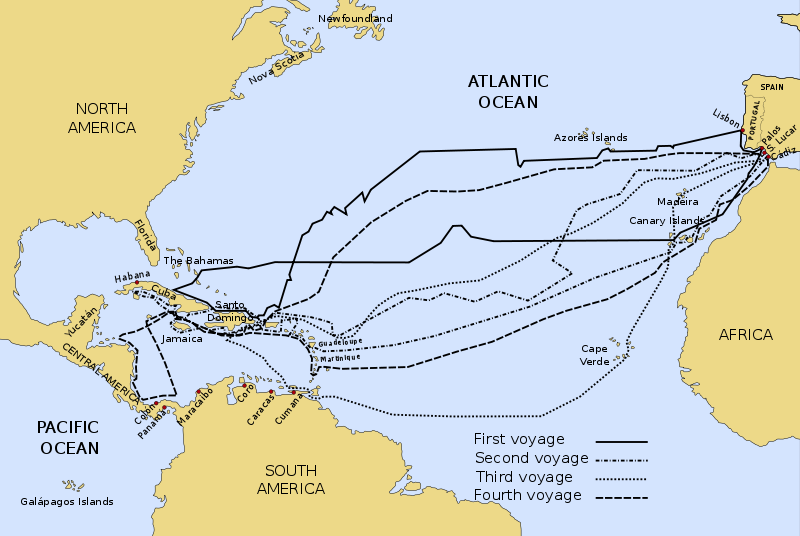 Newfoundland
Nova Scotia
ATLANTIC
OCEAN
NORTH
AMERICA
SPAIN
PORTUGAL
Lisbon
Palos
S. Lucar
Cadiz
Azores Islands
Madeira
Canary Islands
Florida
The Bahamas
Habana
Cuba
Santo
Domingo
Yucatán
Jamaica
Guadeloupe
Martinique
CENTRAL AMERICA
Cape
Verde
AFRICA
Colón
Panama
Maracaibo
Coro
Caracas
Cumana
PACIFIC
OCEAN
Galápagos Islands
SOUTH
AMERICA
First voyage
Second voyage
Third voyage
Fourth voyage